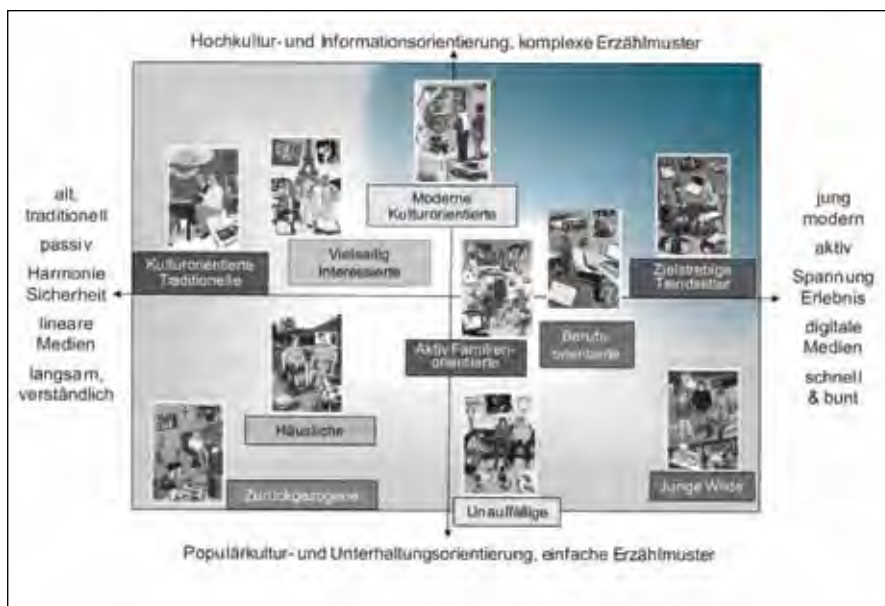 Hochkultur- und Informationsorientierung, komplexe Erzählmuster
alt,
traditionell
passiv
Harmonie
Sicherheit
lineare
Medien
langsam,
verständlich
Moderne
Kulturorientierte
Kulturorientierte
Traditionelle
Vielseitig
Interessierte
Zielstrebige
Trendsetter
Aktiv Familien-
orientierte
Berufs-
orientierte
Häusliche
Zurückgezogene
Unauffällige
Junge Wilde
jung
modern
aktiv
Spannung
Erlebnis
digitale
Medien
schnell
& bunt
Populärkultur- und Unterhaltungsorientierung, einfache Erzählmuster